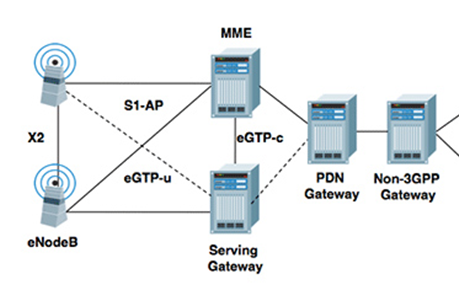 MME
S1-AP
X2
eGTP-c
eGTP-u
PDN
Gateway
Non-3GPP
Gateway
eNodeB
Serving
Gateway